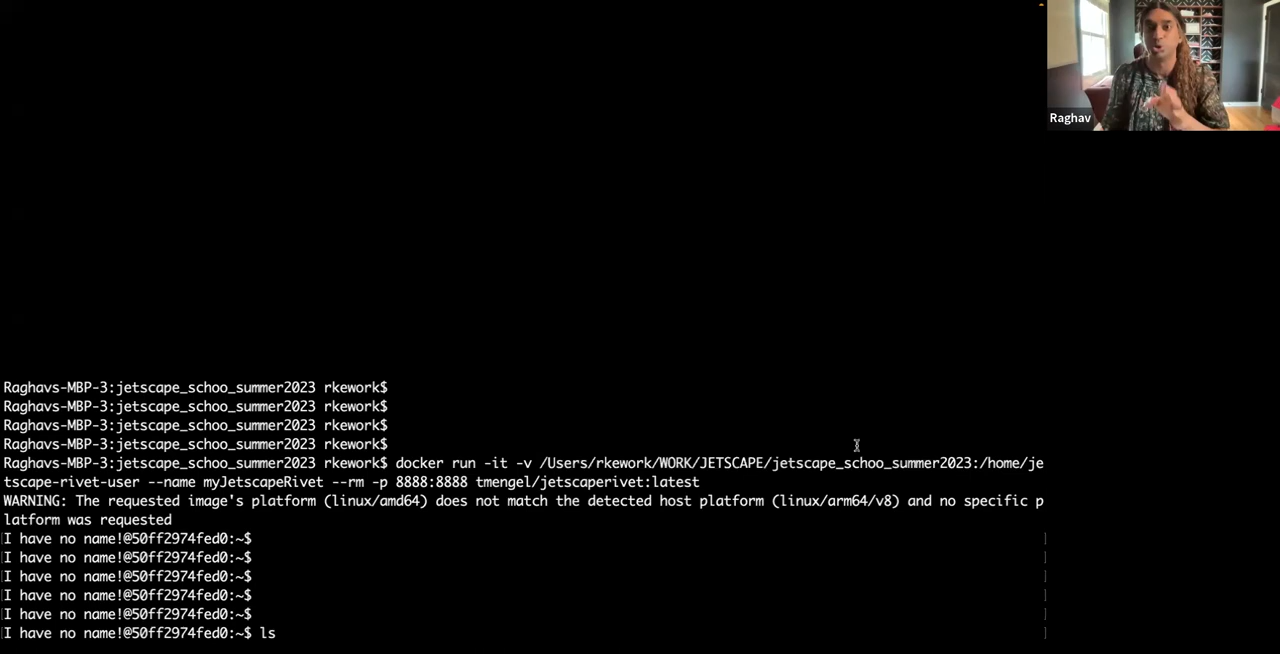 Raghav
Raghavs-MBP-3:jetscape_schoo_summer2023 rkework$
Raghavs-MBP-3:jetscape_schoo_summer2023 rkework$
Raghavs-MBP-3:jetscape_schoo_summer2023 rkework$
Raghavs-MBP-3:jetscape_schoo_summer2023 rkework$
Raghavs-MBP-3:jetscape_schoo_summer2023 rkework$ docker run -it -v /Users/rkework/WORK/JETSCAPE/jetscape_schoo_summer2023:/home/je
tscape-rivet-user --name myJetscapeRivet --rm -p 8888:8888 tmengel/jetscaperivet:latest
WARNING: The requested image's platform (linux/amd64) does not match the detected host platform (linux/arm64/v8) and no specific p
latform was requested
I have no name!@50ff2974fed0:~$
I have no name!@50ff2974fed0:~$
I have no name!@50ff2974fed0:~$
I have no name!@50ff2974fed0:~$
I have no name!@50ff2974fed0:~$
I have no name!@50ff2974fed0:~$ ls